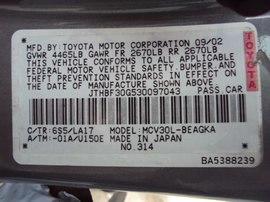 MFD. BY TOYOTA MOTOR CORPORATION 09/02
GVWR 4465LB GAWR FR 2670LB RR 2670LB
THIS VEHICLE CONFORMS TO ALL APPLICABLE
FEDERAL MOTOR VEHICLE SAFETY, BUMPER AND
THEFT PREVENTION STANDARDS IN EFFECT ON THE
DATE OF MANUFACTURE SHOWN ABOVE.
JTHBF30G530097043 PASS CAR
C/TR: 6S5/LA17 MODEL: MCV30L-BEAGKA
A/TM: -01A/U150E MADE IN JAPAN
NO.314
BA5388239
TOYOTA